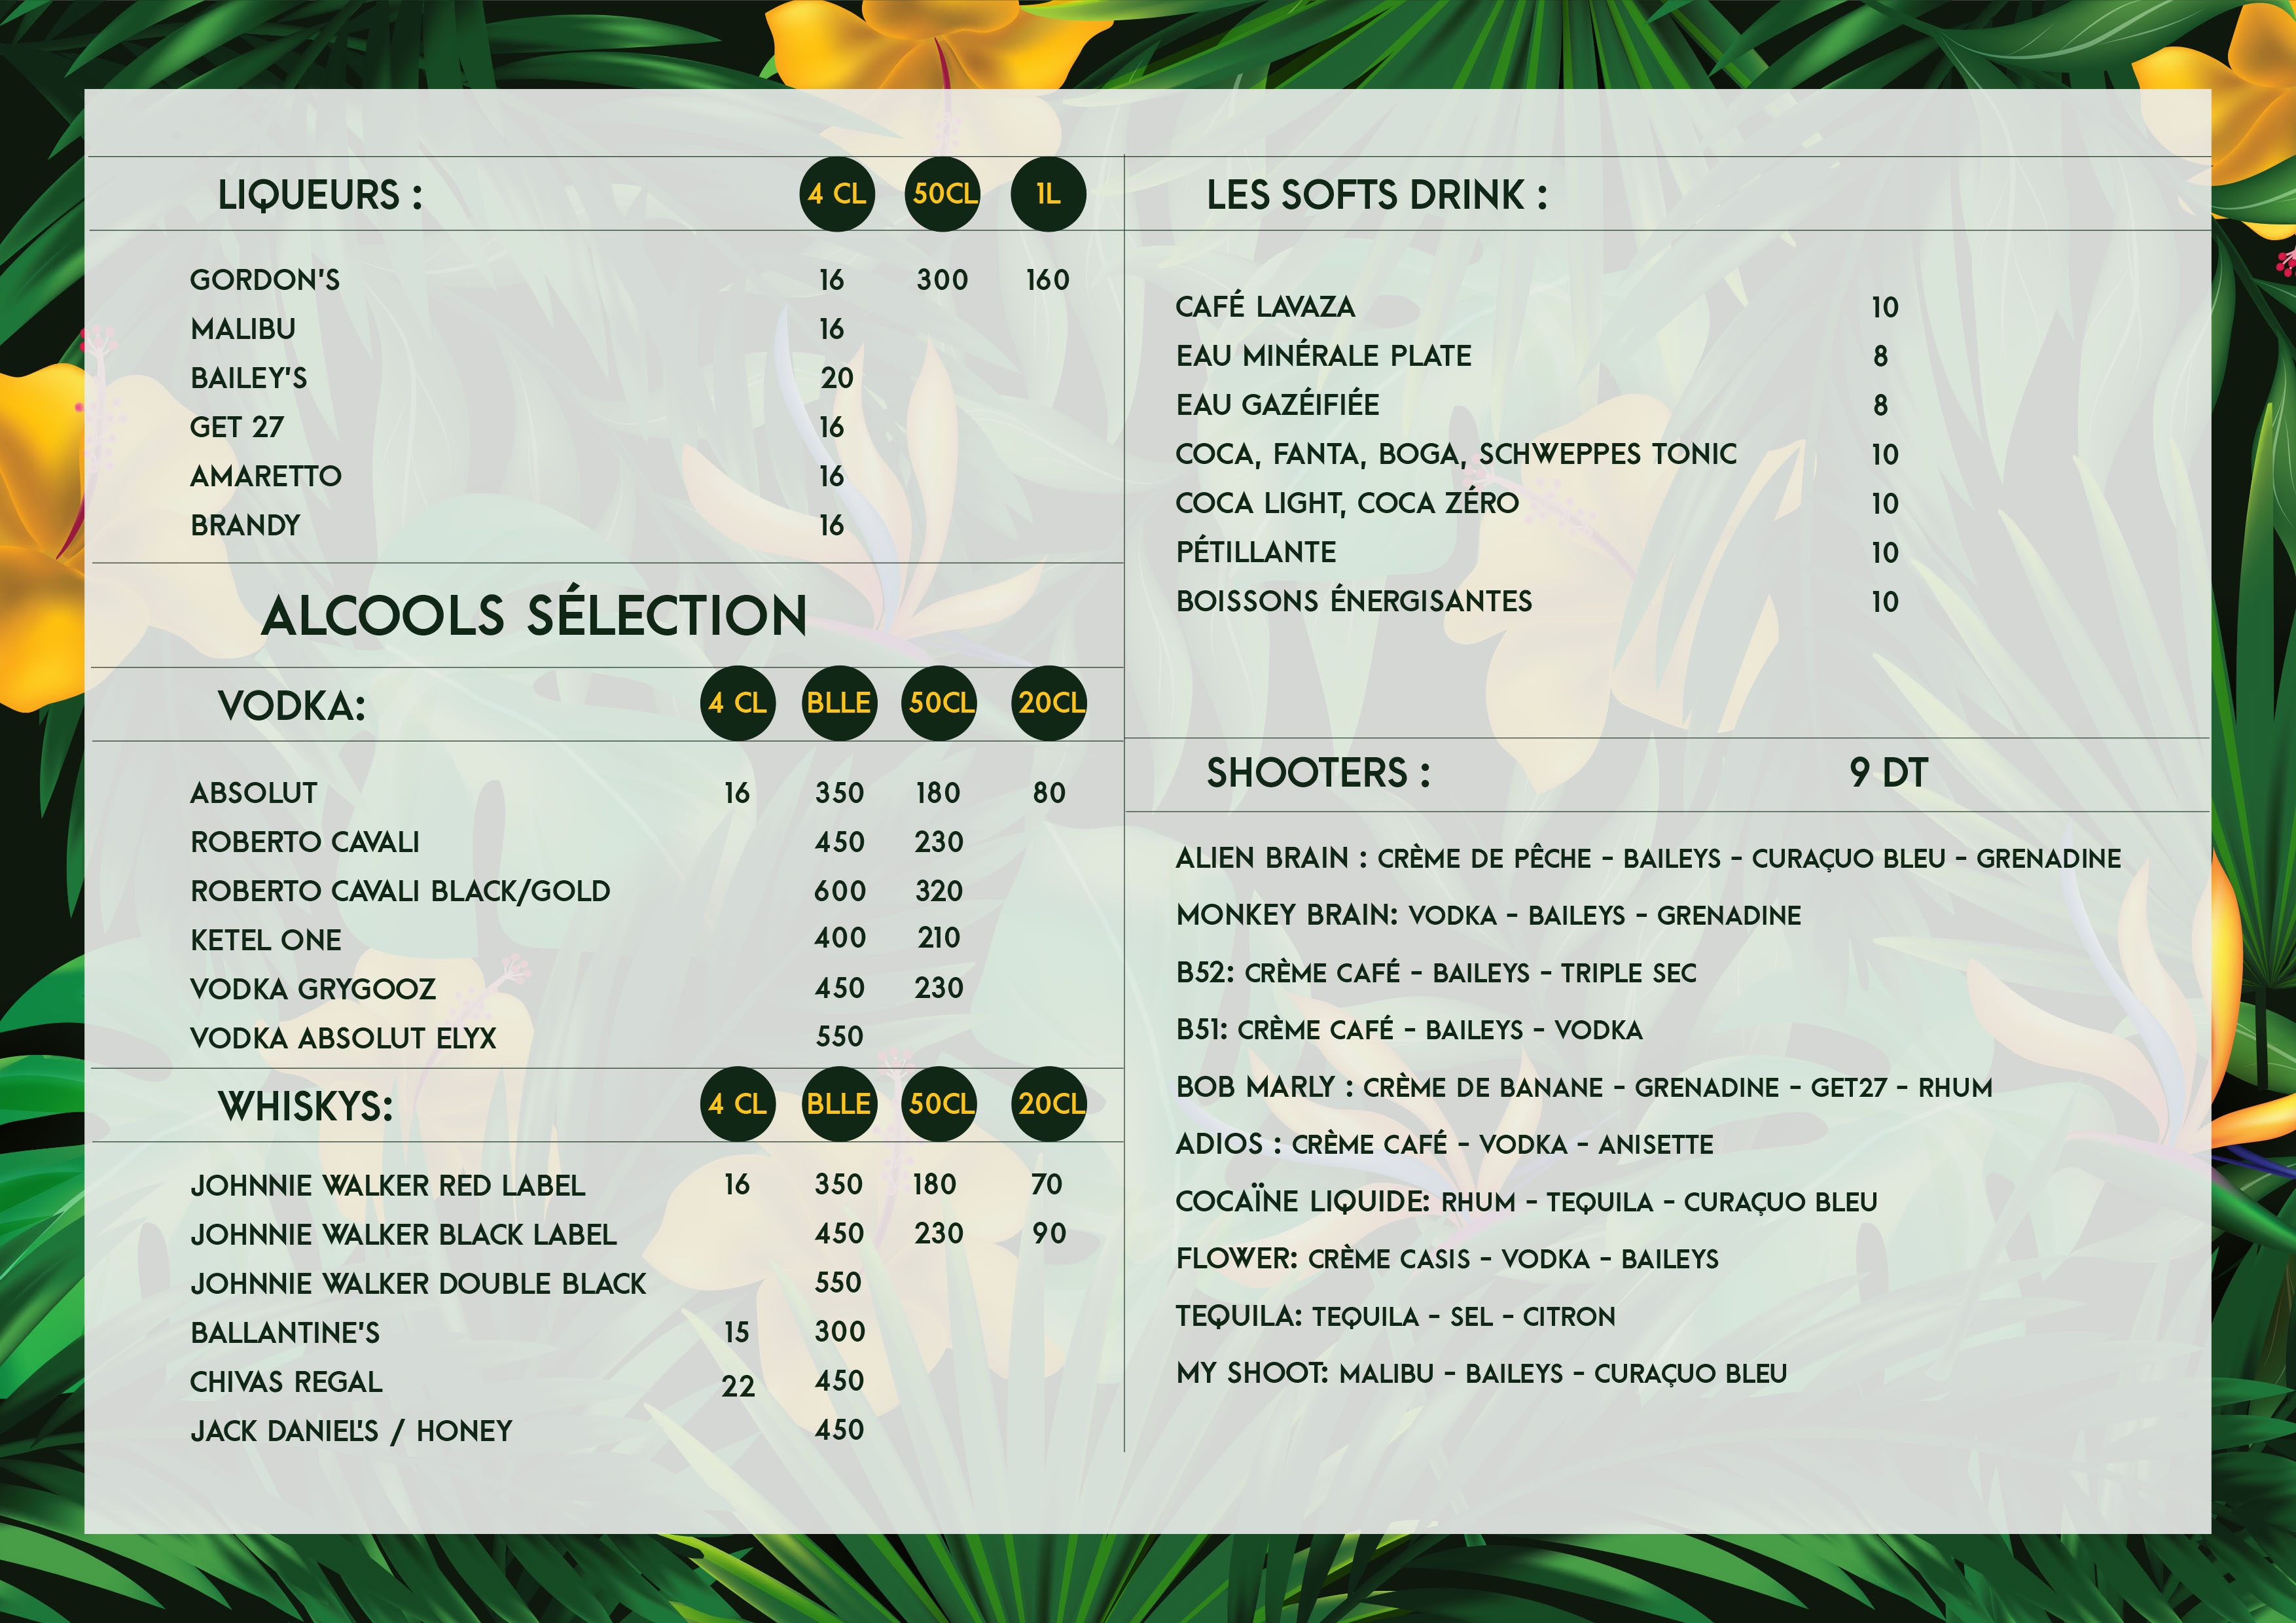 LIQUEURS : 4 CL 50CL 1L
GORDON'S 16 300 160
MALIBU 16
BAILEY'S 20
GET 27 16
AMARETTO 16
BRANDY 16
ALCOOLS SÉLECTION
VODKA: 4 CL BLLE 50CL 20CL
ABSOLUT 16 350 180 80
ROBERTO CAVALI 450 230
ROBERTO CAVALI BLACK/GOLD 600 320
KETEL ONE 400 210
VODKA GRYGOOZ 450 230
VODKA ABSOLUT ELYX 550
WHISKYS: 4 CL BLLE 50CL 20CL
JOHNNIE WALKER RED LABEL 16 350 180 70
JOHNNIE WALKER BLACK LABEL 450 230 90
JOHNNIE WALKER DOUBLE BLACK 550
BALLANTINE'S 15 300
CHIVAS REGAL 22 450
JACK DANIEL'S / HONEY 450
LES SOFTS DRINK :
CAFÉ LAVAZA 10
EAU MINÉRALE PLATE 8
EAU GAZÉIFIÉE 8
COCA, FANTA, BOGA, SCHWEPPES TONIC 10
COCA LIGHT, COCA ZÉRO 10
PÉTILLANTE 10
BOISSONS ÉNERGISANTES 10
SHOOTERS : 9 DT
ALIEN BRAIN : CRÈME DE PÊCHE - BAILEYS - CURAÇUO BLEU - GRENADINE
MONKEY BRAIN: VODKA - BAILEYS - GRENADINE
B52: CRÈME CAFÉ - BAILEYS - TRIPLE SEC
B51: CRÈME CAFÉ - BAILEYS - VODKA
BOB MARLY : CRÈME DE BANANE - GRENADINE - GET27 - RHUM
ADIOS : CRÈME CAFÉ - VODKA - ANISETTE
COCAÏNE LIQUIDE: RHUM - TEQUILA - CURAÇUO BLEU
FLOWER: CRÈME CASIS - VODKA - BAILEYS
TEQUILA: TEQUILA - SEL - CITRON
MY SHOOT: MALIBU - BAILEYS - CURAÇUO BLEU